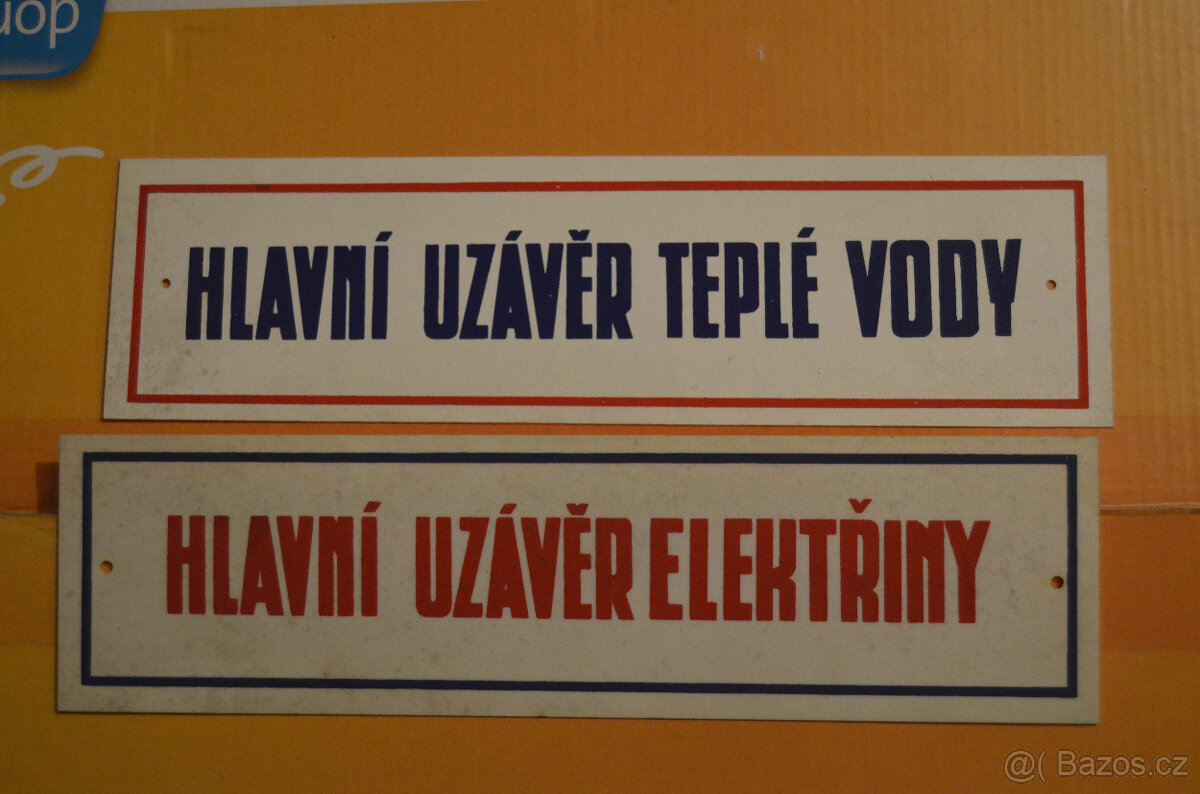 HLAVNÍ UZÁVĚR TEPLÉ VODY
HLAVNÍ UZÁVĚR ELEKTŘINY
@( Bazos.cz